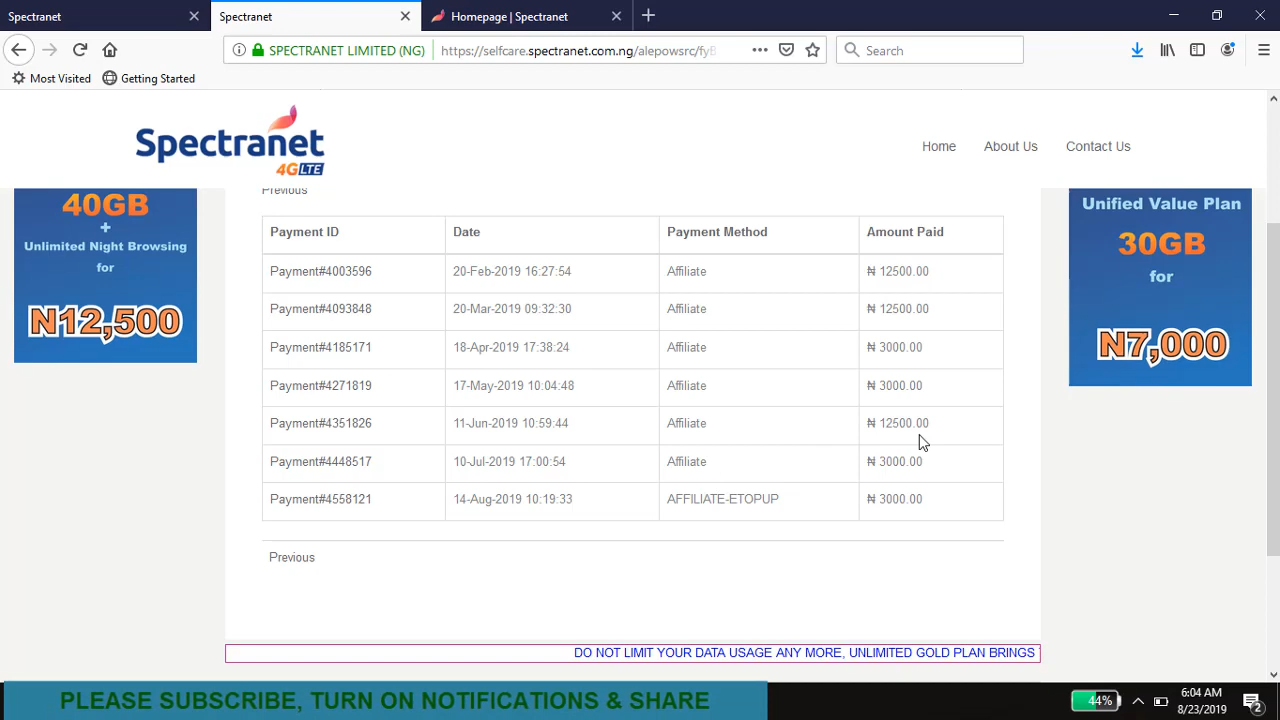 Spectranet
Spectranet
Homepage | Spectranet
SPECTRANET LIMITED (NG)
https://selfcare.spectranet.com.ng/alepowsrc/fyB
Search
Most Visited
Getting Started
Spectranet
4G LTE
Home
About Us
Contact Us
40GB
+
Unlimited Night Browsing
for
N12,500
Previous
Payment ID Date Payment Method Amount Paid
Payment#4003596 20-Feb-2019 16:27:54 Affiliate ₦ 12500.00
Payment#4093848 20-Mar-2019 09:32:30 Affiliate ₦ 12500.00
Payment#4185171 18-Apr-2019 17:38:24 Affiliate ₦ 3000.00
Payment#4271819 17-May-2019 10:04:48 Affiliate ₦ 3000.00
Payment#4351826 11-Jun-2019 10:59:44 Affiliate ₦ 12500.00
Payment#4448517 10-Jul-2019 17:00:54 Affiliate ₦ 3000.00
Payment#4558121 14-Aug-2019 10:19:33 AFFILIATE-ETOPUP ₦ 3000.00
Previous
Unified Value Plan
30GB
for
N7,000
DO NOT LIMIT YOUR DATA USAGE ANY MORE, UNLIMITED GOLD PLAN BRINGS
PLEASE SUBSCRIBE, TURN ON NOTIFICATIONS & SHARE
44%
6:04 AM
8/23/2019
2